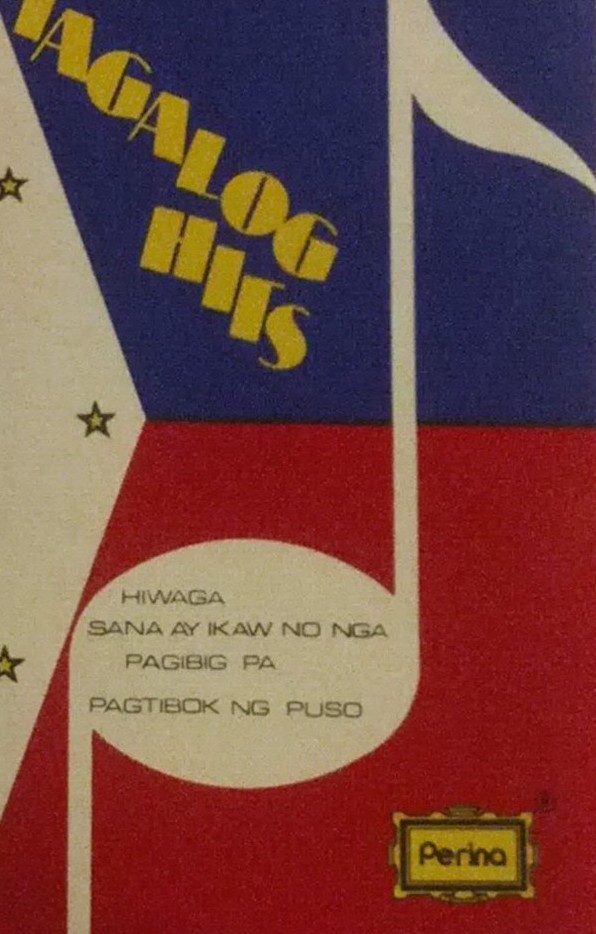 TAGALOG
HITS
HIWAGA
SANA AY IKAW NO NGA
PAGIBIG PA
PAGTIBOK NG PUSO
Perina